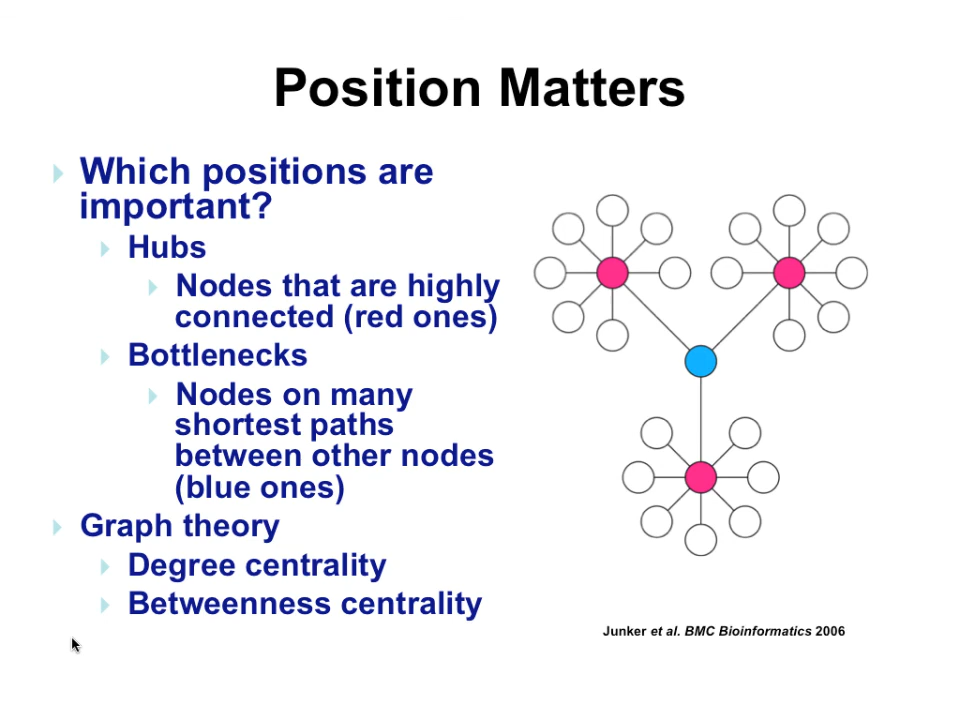 Position Matters
Which positions are
important?
Hubs
Nodes that are highly
connected (red ones)
Bottlenecks
Nodes on many
shortest paths
between other nodes
(blue ones)
Graph theory
Degree centrality
Betweenness centrality
Junker et al. BMC Bioinformatics 2006